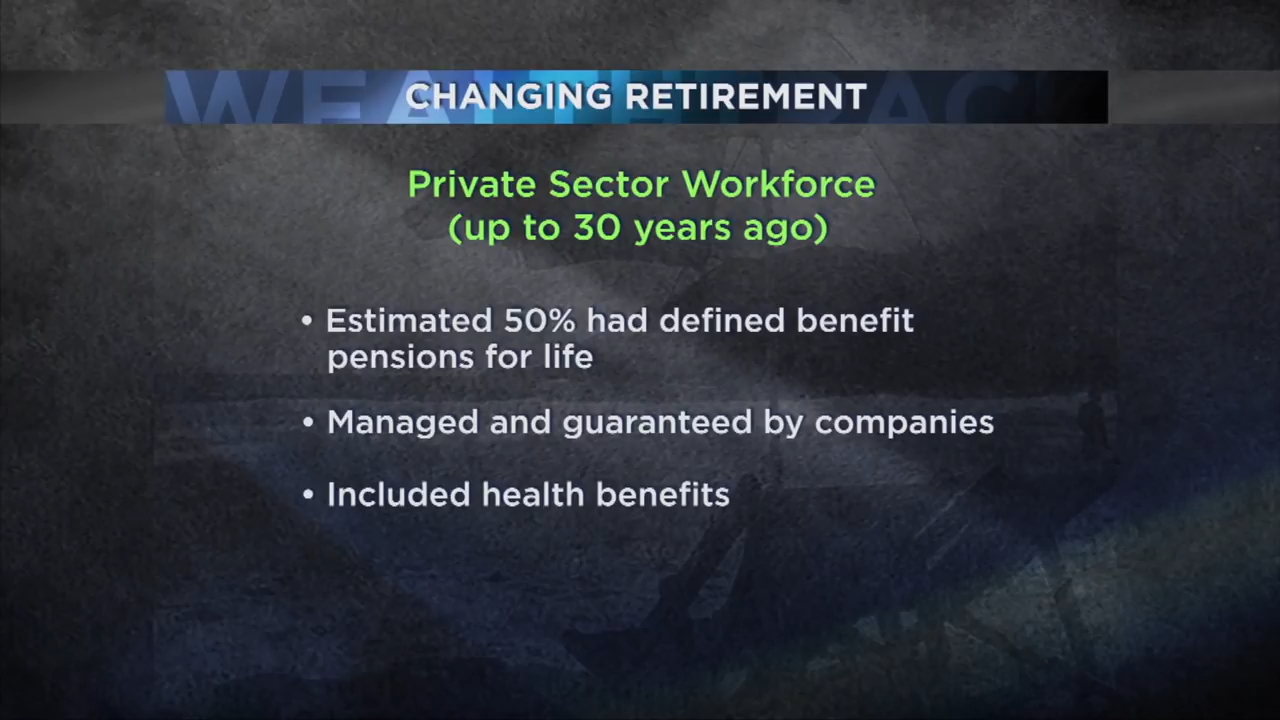 WEALTHTRACK
CHANGING RETIREMENT
Private Sector Workforce
(up to 30 years ago)
• Estimated 50% had defined benefit
pensions for life
• Managed and guaranteed by companies
• Included health benefits